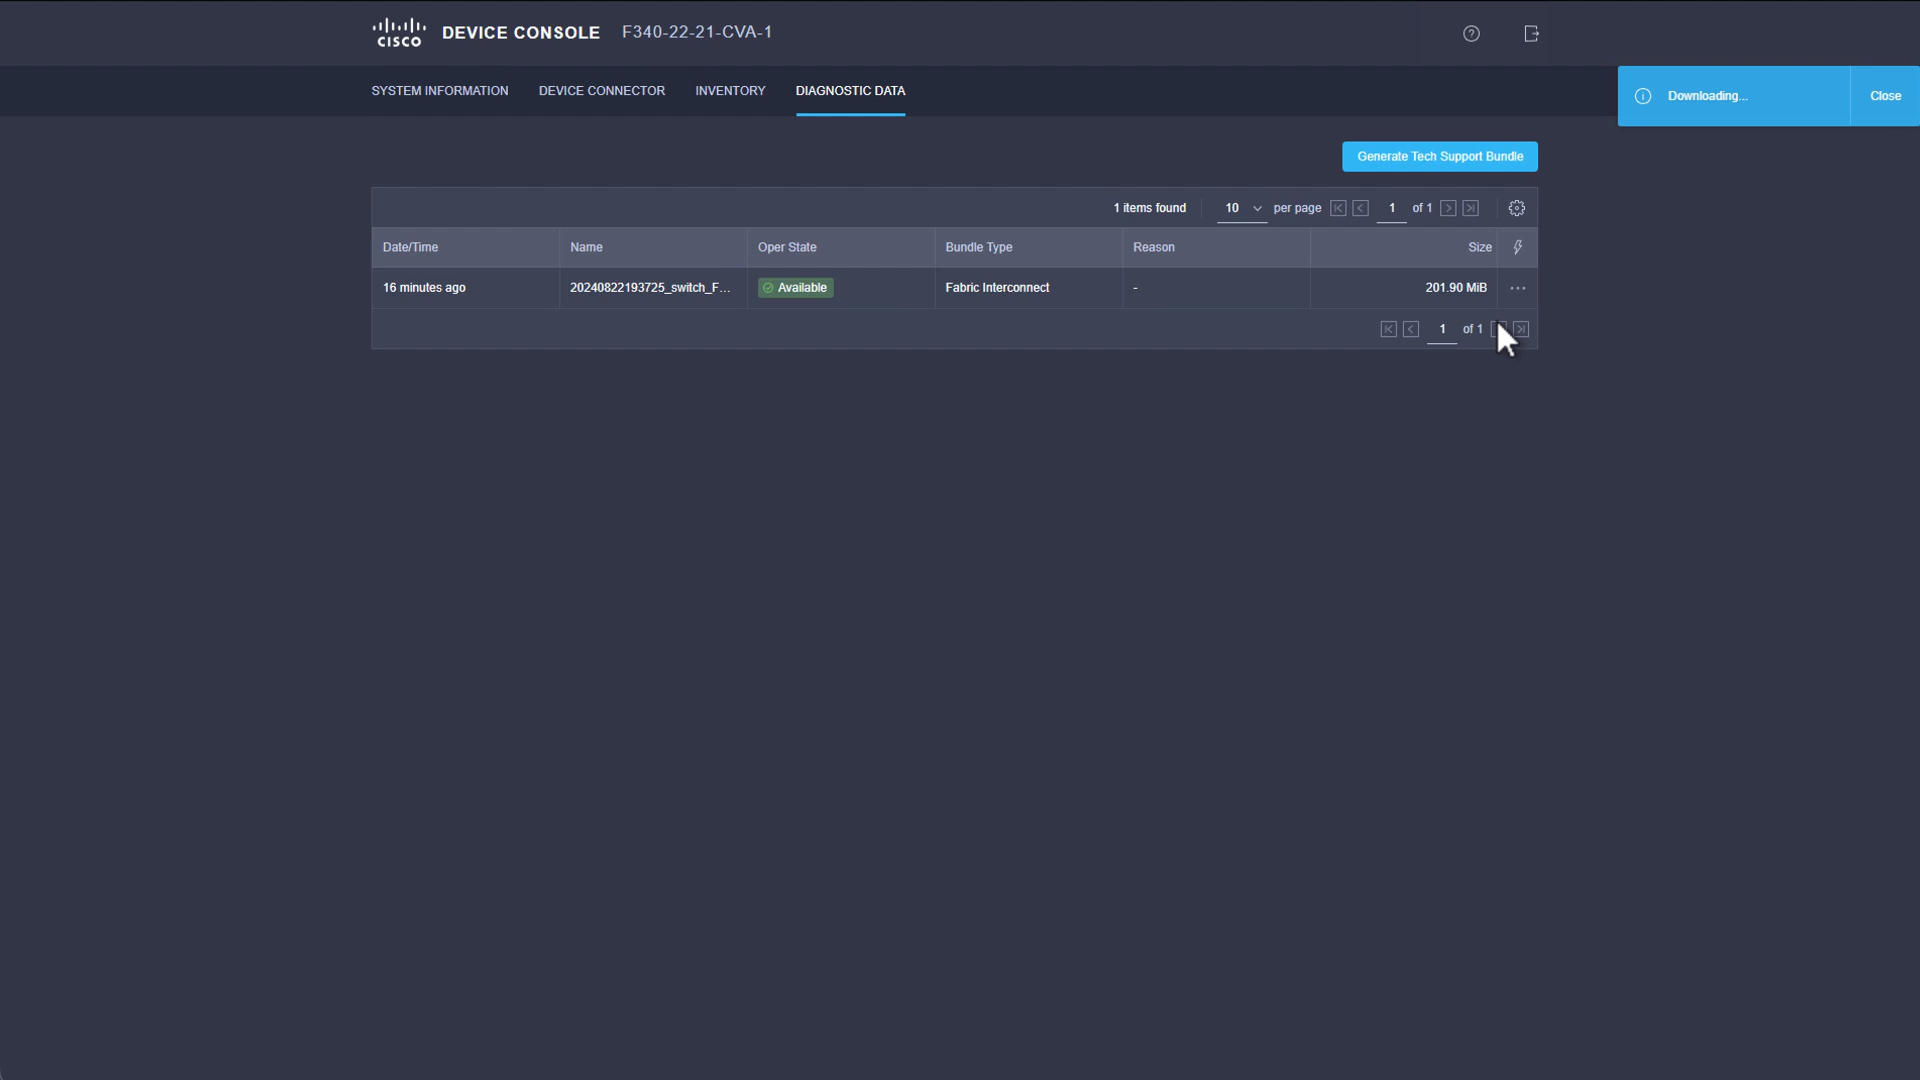 CISCO DEVICE CONSOLE F340-22-21-CVA-1
SYSTEM INFORMATION DEVICE CONNECTOR INVENTORY DIAGNOSTIC DATA
Downloading... Close
Generate Tech Support Bundle
1 items found 10 per page 1 of 1
Date/Time Name Oper State Bundle Type Reason Size
16 minutes ago 20240822193725_switch_F... Available Fabric Interconnect - 201.90 MiB ...
1 of 1